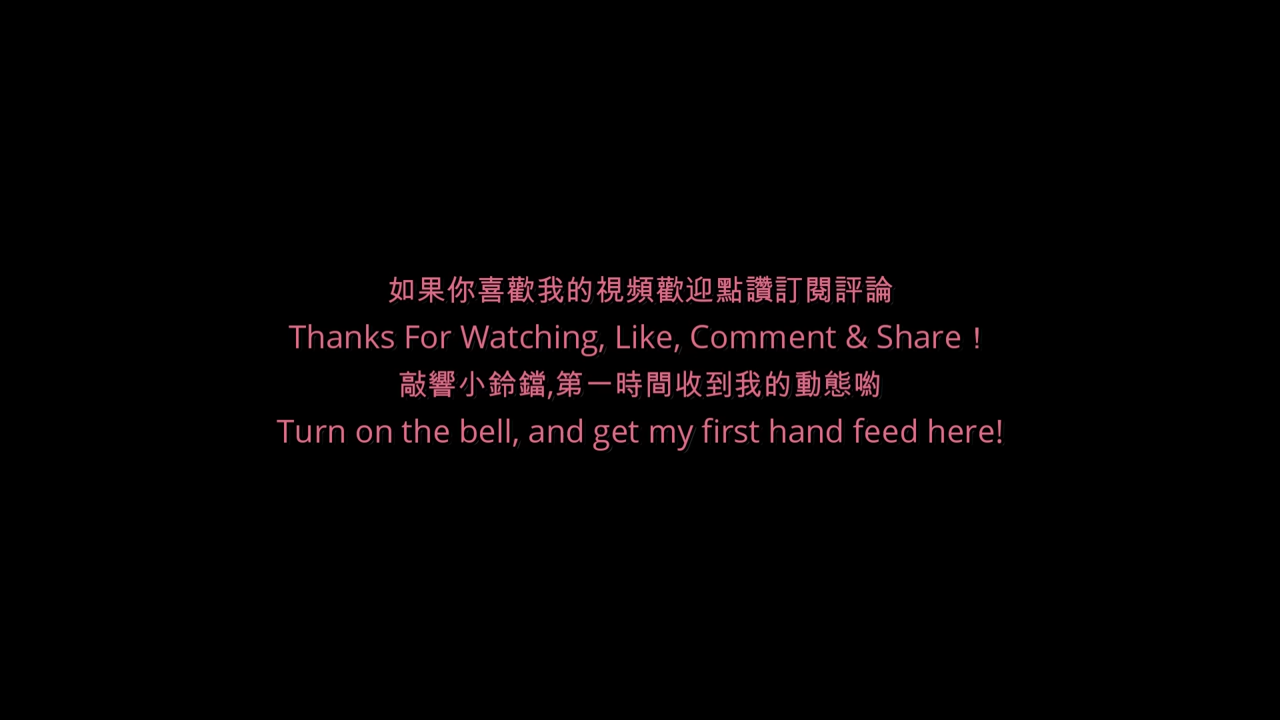 如果你喜歡我的視頻歡迎點讚訂閱評論
Thanks For Watching, Like, Comment & Share！
敲響小鈴鐺,第一時間收到我的動態喲
Turn on the bell, and get my first hand feed here!